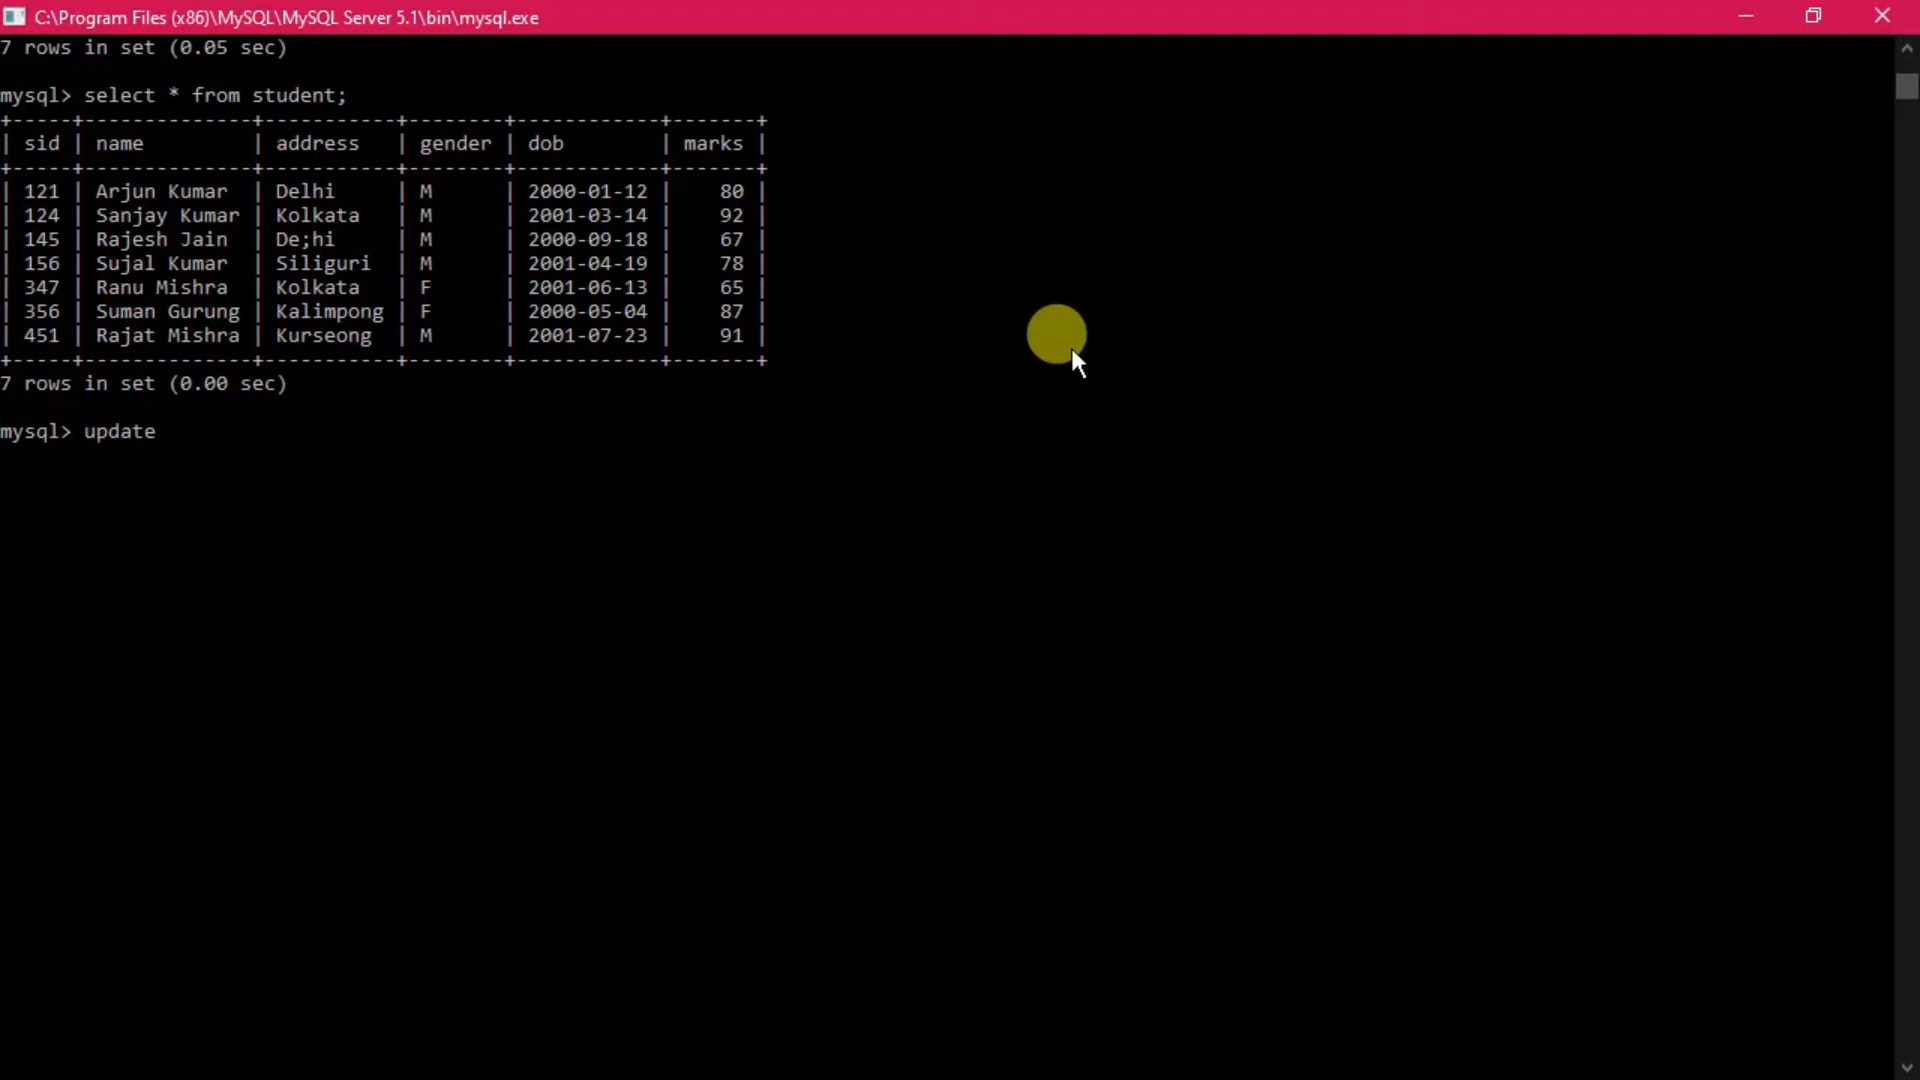 C:\Program Files (x86)\MySQL\MySQL Server 5.1\bin\mysql.exe
7 rows in set (0.05 sec)
mysql> select * from student;
+-----+--------------+-----------+--------+------------+-------+
| sid | name         | address   | gender | dob        | marks |
+-----+--------------+-----------+--------+------------+-------+
| 121 | Arjun Kumar  | Delhi     | M      | 2000-01-12 |    80 |
| 124 | Sanjay Kumar | Kolkata   | M      | 2001-03-14 |    92 |
| 145 | Rajesh Jain  | De;hi     | M      | 2000-09-18 |    67 |
| 156 | Sujal Kumar  | Siliguri  | M      | 2001-04-19 |    78 |
| 347 | Ranu Mishra  | Kolkata   | F      | 2001-06-13 |    65 |
| 356 | Suman Gurung | Kalimpong | F      | 2000-05-04 |    87 |
| 451 | Rajat Mishra | Kurseong  | M      | 2001-07-23 |    91 |
+-----+--------------+-----------+--------+------------+-------+
7 rows in set (0.00 sec)
mysql> update